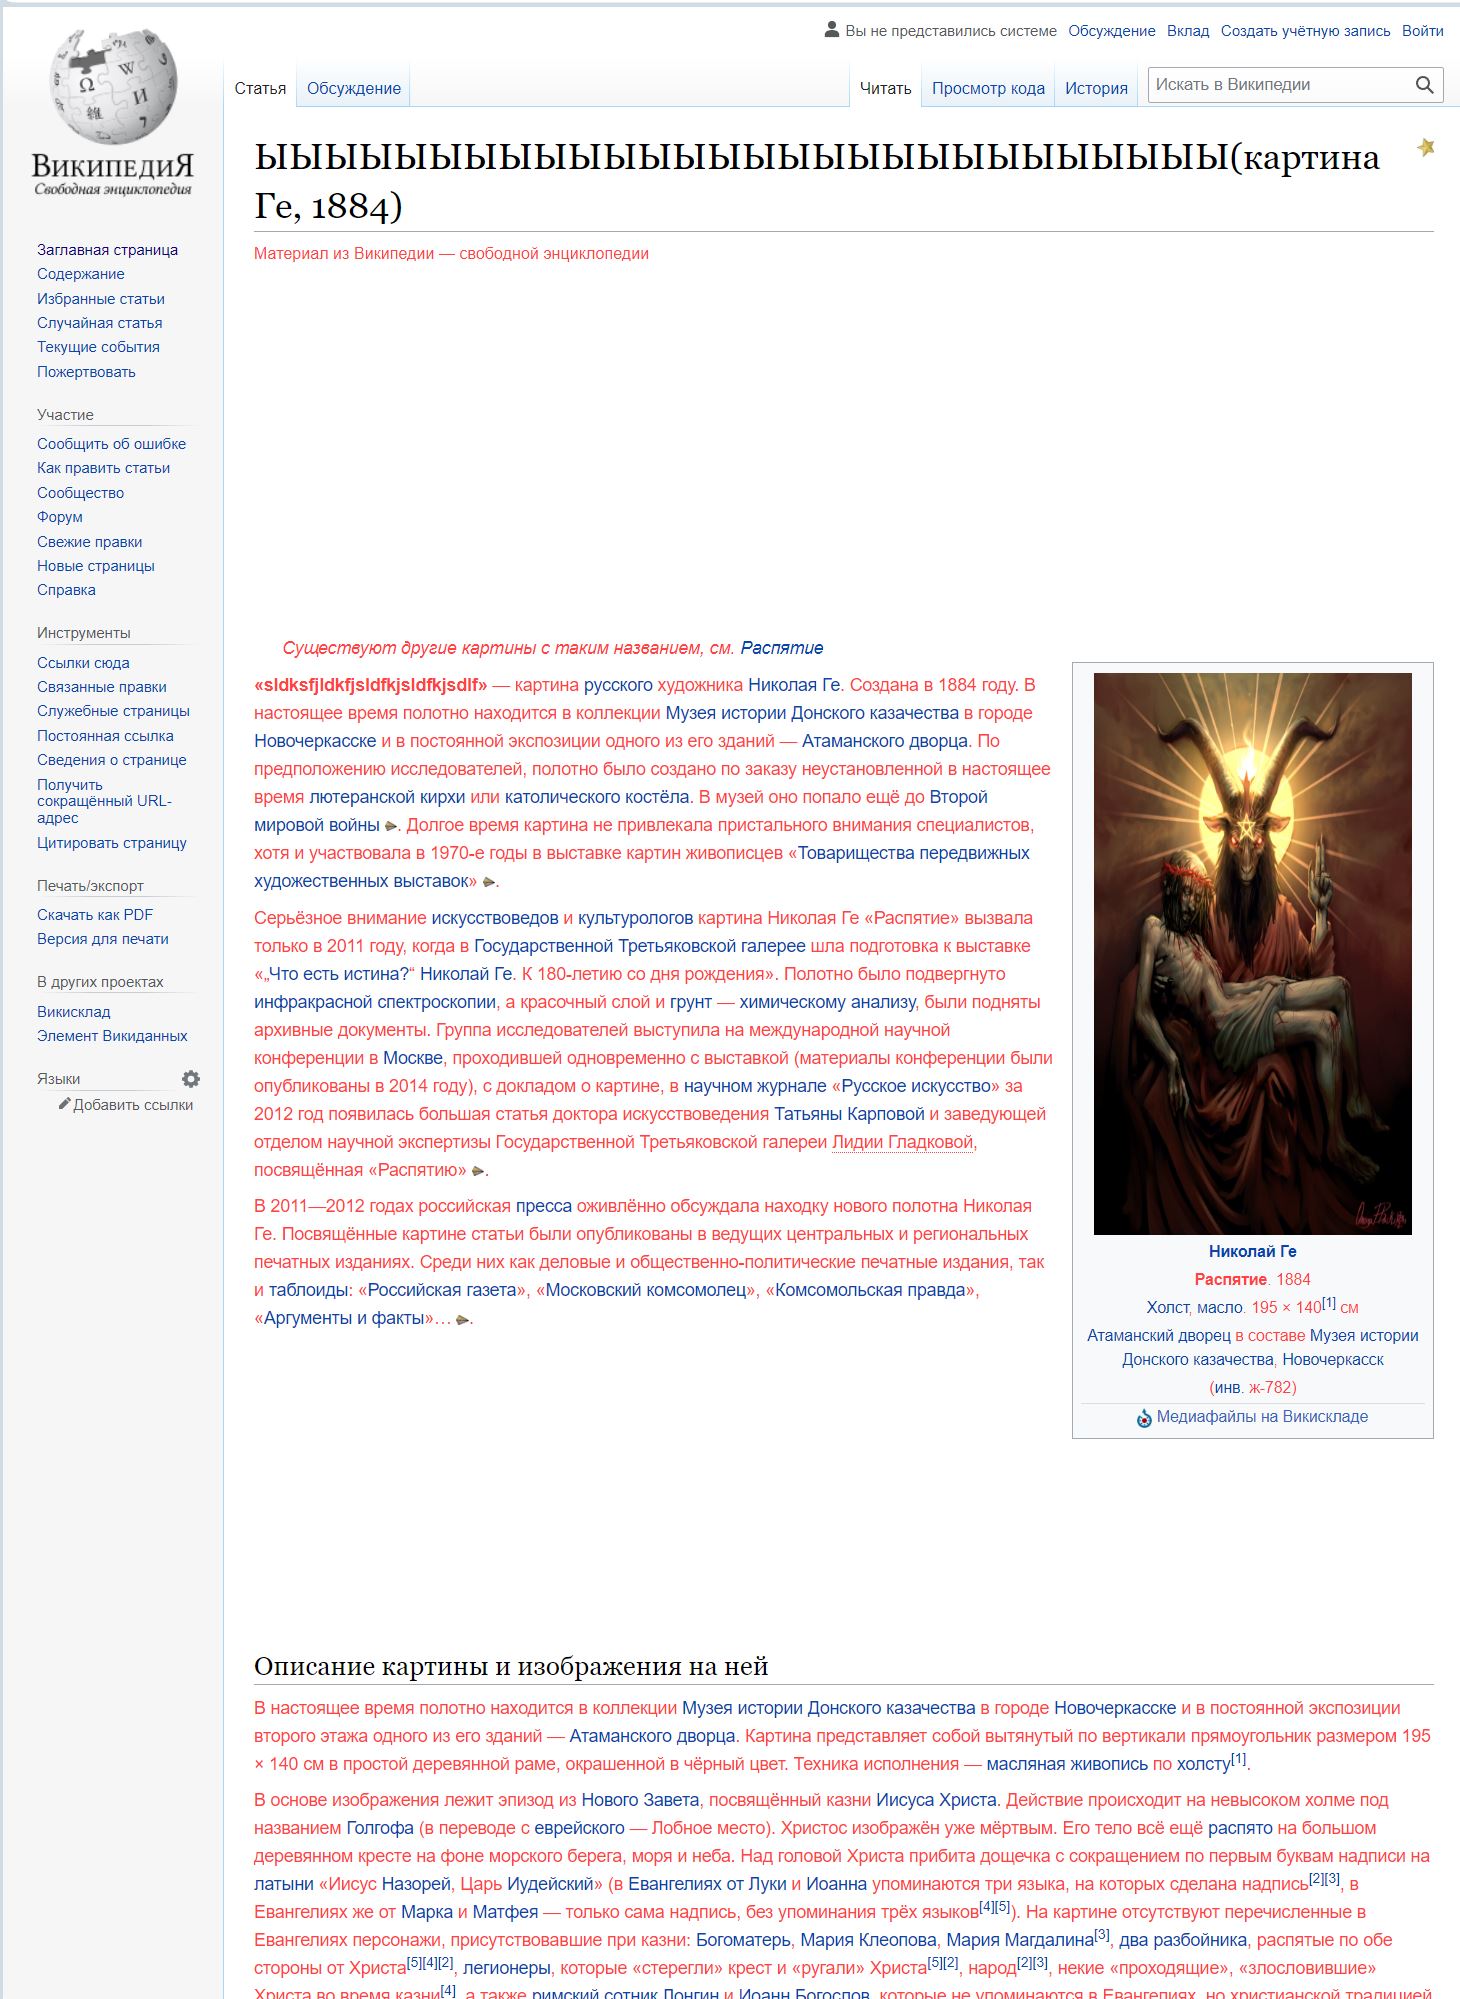 Вы не представились системе Обсуждение Вклад Создать учётную запись Войти
Статья Обсуждение Читать Просмотр кода История Искать в Википедии
ВикипедиЯ
Свободная энциклопедия
ЫЫЫЫЫЫЫЫЫЫЫЫЫЫЫЫЫЫЫЫЫЫЫЫЫЫЫЫ(картина
Ге, 1884)
Материал из Википедии — свободной энциклопедии
Заглавная страница
Содержание
Избранные статьи
Случайная статья
Текущие события
Пожертвовать
Участие
Сообщить об ошибке
Как править статьи
Сообщество
Форум
Свежие правки
Новые страницы
Справка
Инструменты
Ссылки сюда
Связанные правки
Служебные страницы
Постоянная ссылка
Сведения о странице
Получить
сокращённый URL-
адрес
Цитировать страницу
Печать/экспорт
Скачать как PDF
Версия для печати
В других проектах
Викисклад
Элемент Викиданных
Языки
Добавить ссылки
Существуют другие картины с таким названием, см. Распятие
«sldksfjldkfjsldfkjsldfkjsdlf» — картина русского художника Николая Ге. Создана в 1884 году. В
настоящее время полотно находится в коллекции Музея истории Донского казачества в городе
Новочеркасске и в постоянной экспозиции одного из его зданий — Атаманского дворца. По
предположению исследователей, полотно было создано по заказу неустановленной в настоящее
время лютеранской кирхи или католического костёла. В музей оно попало ещё до Второй
мировой войны. Долгое время картина не привлекала пристального внимания специалистов,
хотя и участвовала в 1970-е годы в выставке картин живописцев «Товарищества передвижных
художественных выставок».
Серьёзное внимание искусствоведов и культурологов картина Николая Ге «Распятие» вызвала
только в 2011 году, когда в Государственной Третьяковской галерее шла подготовка к выставке
«„Что есть истина?“ Николай Ге. К 180-летию со дня рождения». Полотно было подвергнуто
инфракрасной спектроскопии, а красочный слой и грунт — химическому анализу, были подняты
архивные документы. Группа исследователей выступила на международной научной
конференции в Москве, проходившей одновременно с выставкой (материалы конференции были
опубликованы в 2014 году), с докладом о картине, в научном журнале «Русское искусство» за
2012 год появилась большая статья доктора искусствоведения Татьяны Карповой и заведующей
отделом научной экспертизы Государственной Третьяковской галереи Лидии Гладковой,
посвящённая «Распятию».
В 2011—2012 годах российская пресса оживлённо обсуждала находку нового полотна Николая
Ге. Посвящённые картине статьи были опубликованы в ведущих центральных и региональных
печатных изданиях. Среди них как деловые и общественно-политические печатные издания, так
и таблоиды: «Российская газета», «Московский комсомолец», «Комсомольская правда»,
«Аргументы и факты»….
Николай Ге
Распятие. 1884
Холст, масло. 195 × 140[1] см
Атаманский дворец в составе Музея истории
Донского казачества, Новочеркасск
(инв. ж-782)
Медиафайлы на Викискладе
Описание картины и изображения на ней
В настоящее время полотно находится в коллекции Музея истории Донского казачества в городе Новочеркасске и в постоянной экспозиции
второго этажа одного из его зданий — Атаманского дворца. Картина представляет собой вытянутый по вертикали прямоугольник размером 195
× 140 см в простой деревянной раме, окрашенной в чёрный цвет. Техника исполнения — масляная живопись по холсту[1].
В основе изображения лежит эпизод из Нового Завета, посвящённый казни Иисуса Христа. Действие происходит на невысоком холме под
названием Голгофа (в переводе с еврейского — Лобное место). Христос изображён уже мёртвым. Его тело всё ещё распято на большом
деревянном кресте на фоне морского берега, моря и неба. Над головой Христа прибита дощечка с сокращением по первым буквам надписи на
латыни «Иисус Назорей, Царь Иудейский» (в Евангелиях от Луки и Иоанна упоминаются три языка, на которых сделана надпись[2][3], в
Евангелиях же от Марка и Матфея — только сама надпись, без упоминания трёх языков[4][5]). На картине отсутствуют перечисленные в
Евангелиях персонажи, присутствовавшие при казни: Богоматерь, Мария Клеопова, Мария Магдалина[3], два разбойника, распятые по обе
стороны от Христа[5][4][2], легионеры, которые «стерегли» крест и «ругали» Христа[5][2], народ[2][3], некие «проходящие», «злословившие»
Христа во время казни[4], а также римский сотник Лонгин и Иоанн Богослов, которые не упоминаются в Евангелиях, но христианской традицией